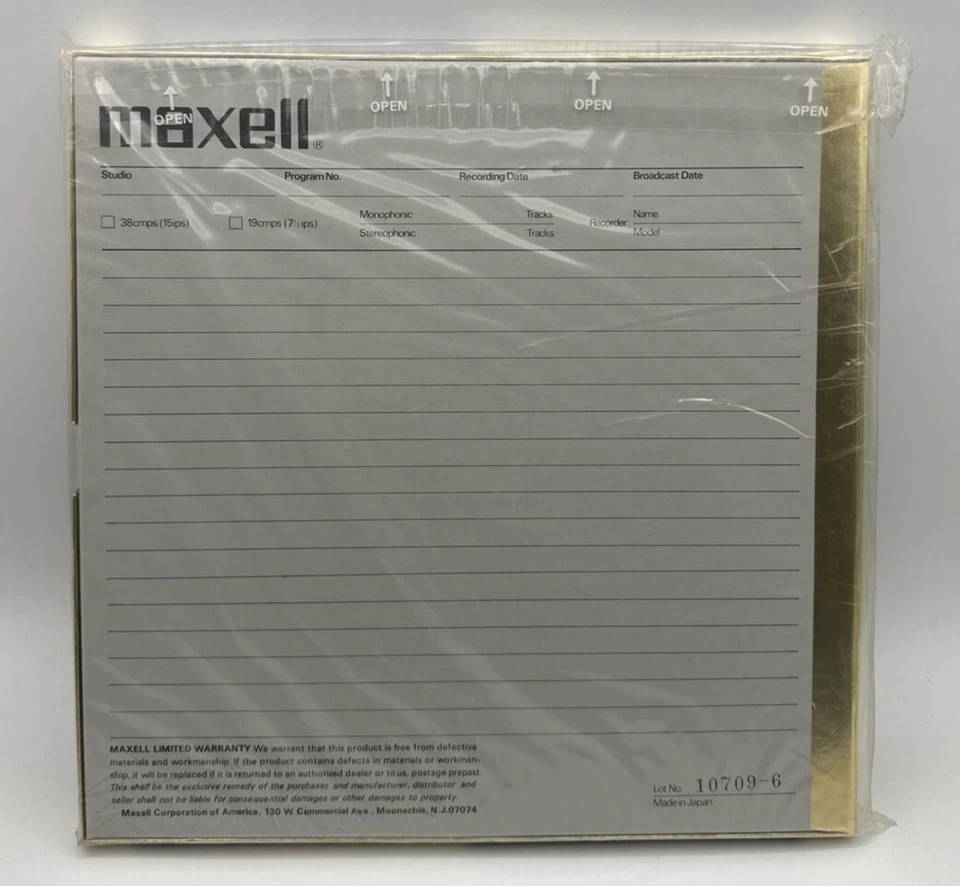 OPEN OPEN OPEN OPEN
maxell®
Studio Program No. Recording Date Broadcast Date
38cmps (15ips) 19cmps (7½ips) Monophonic Tracks Recorder: Name
Stereophonic Tracks Model
MAXELL LIMITED WARRANTY We warrant that this product is free from defective
materials and workmanship. If the product contains defects in materials or workman-
ship, it will be replaced if it is returned to an authorized dealer or to us, postage prepaid.
This shall be the exclusive remedy of the purchaser, and manufacturer, distributor and
seller shall not be liable for consequential damages or other damages to property.
Maxell Corporation of America, 130 W. Commercial Ave., Moonachie, N.J.07074
Lot No. 10709-6
Made in Japan